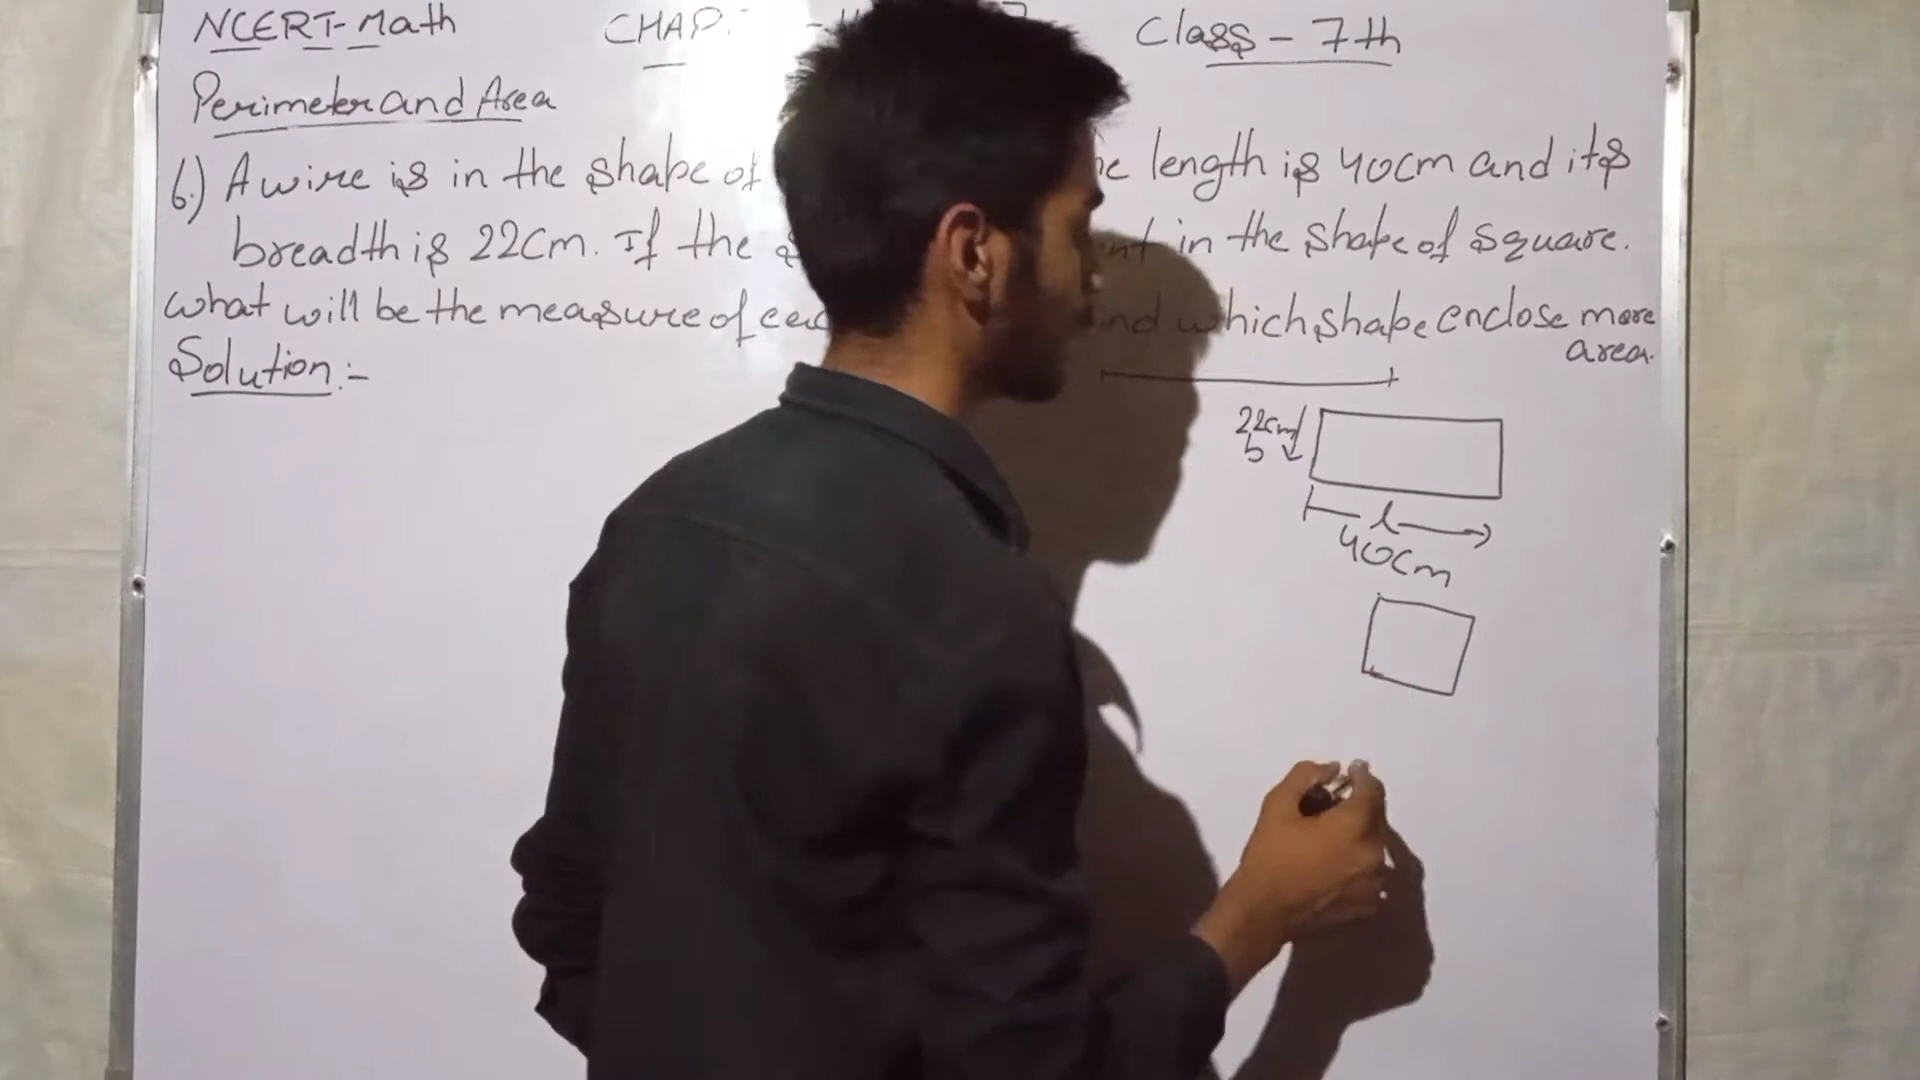 NCERT-Math CHAP. Class-7th
Perimeter and Area
6.) A wire is in the shape of length is 40cm and its
breadth is 22cm. If the in the shape of square.
What will be the measure of which shape enclose more
area.
Solution:-
22cm
b
l
40cm